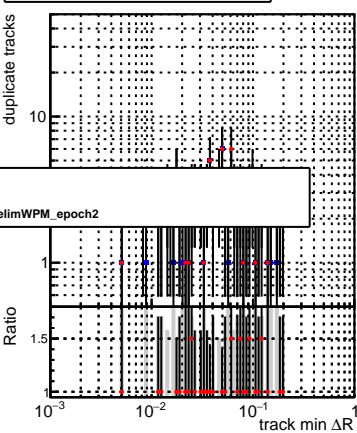 duplicate tracks
10
elimWPM_epoch2
1
Ratio
1.5
1
10−3
10−2
10−1
1
track min ΔR